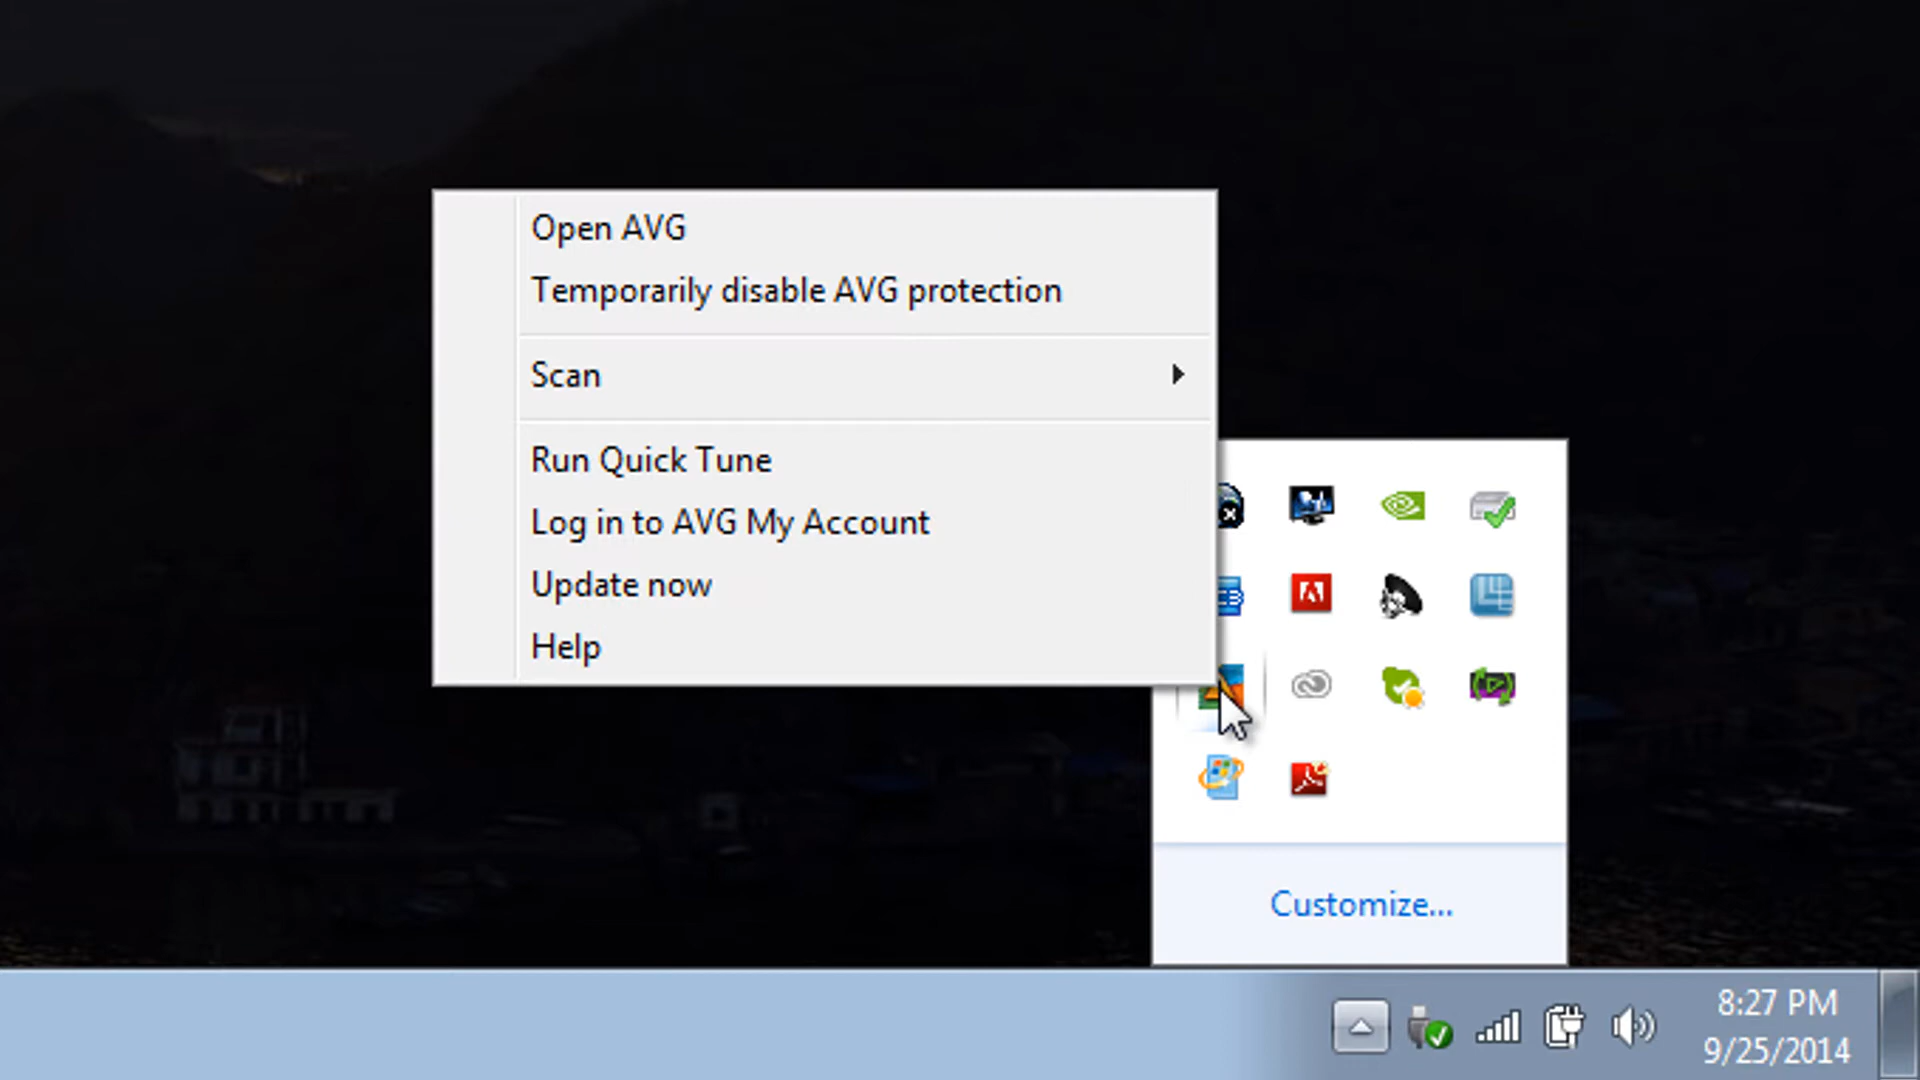 Open AVG
Temporarily disable AVG protection
Scan
Run Quick Tune
Log in to AVG My Account
Update now
Help
Customize...
8:27 PM
9/25/2014